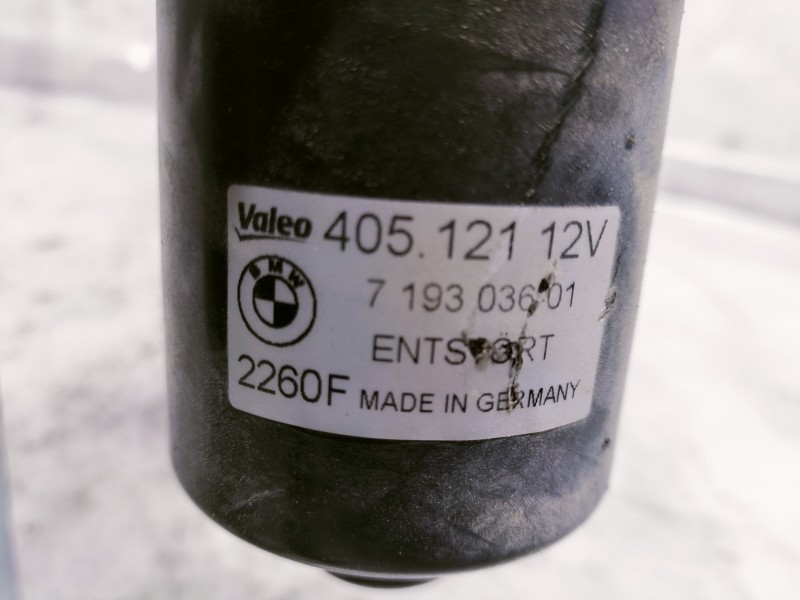 Valeo 405.121 12V
BMW 7 193 036 01
ENTSTÖRT
2260F MADE IN GERMANY